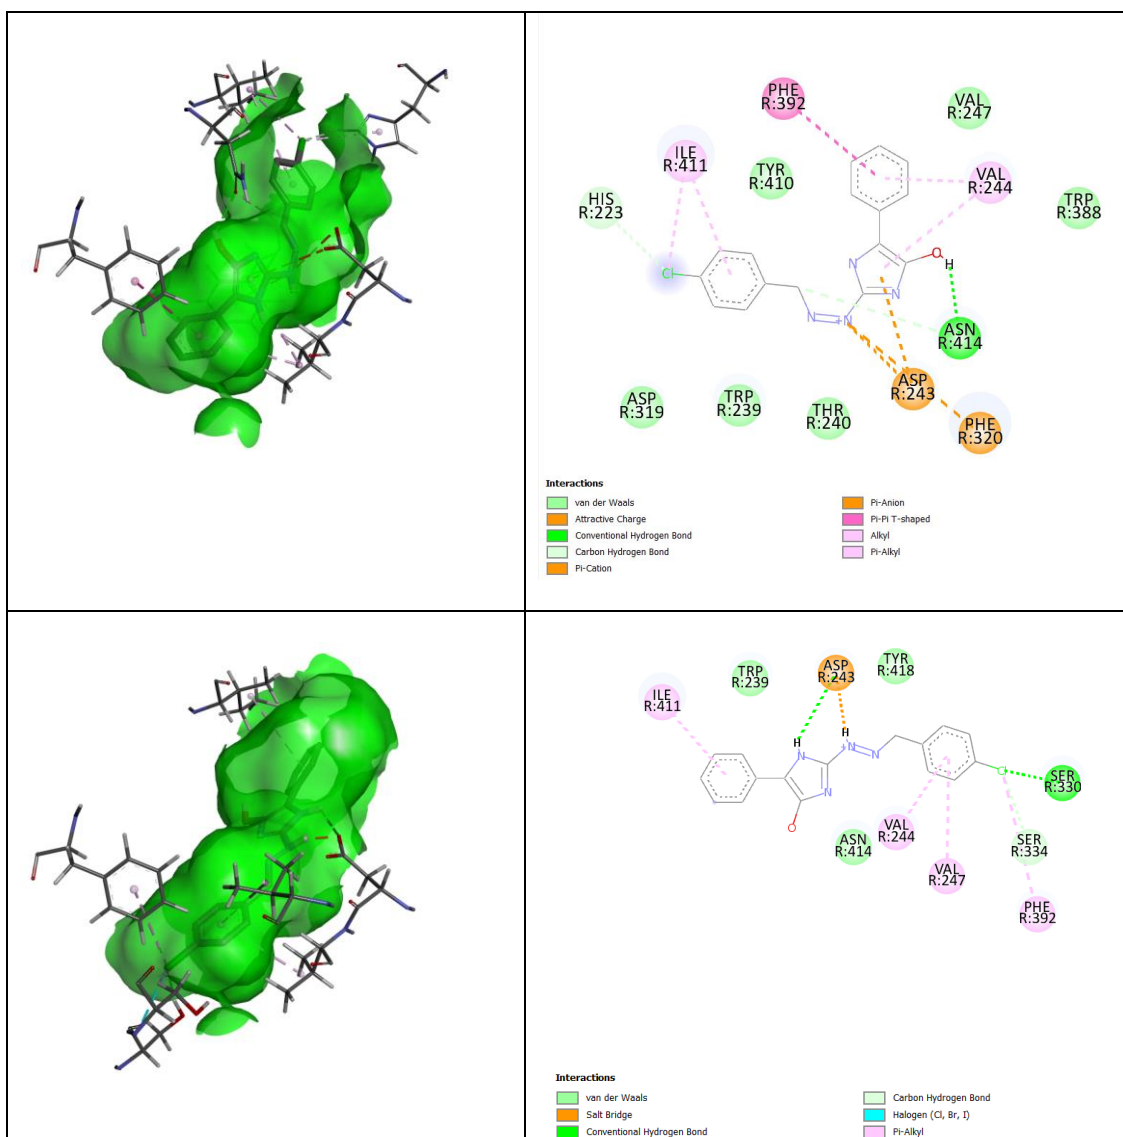 PHE
R:392
VAL
R:247
ILE
R:411
TYR
R:410
VAL
R:244
HIS
R:223
TRP
R:388
Cl
N
O
H
N
N
N+
ASN
R:414
ASP
R:243
ASP
R:319
TRP
R:239
THR
R:240
PHE
R:320
Interactions
van der Waals
Attractive Charge
Conventional Hydrogen Bond
Carbon Hydrogen Bond
Pi-Cation
Pi-Anion
Pi-Pi T-shaped
Alkyl
Pi-Alkyl
TRP
R:239
ASP
R:243
TYR
R:418
ILE
R:411
H
H
N
N+
N
N
O
Cl
SER
R:330
ASN
R:414
VAL
R:244
VAL
R:247
SER
R:334
PHE
R:392
Interactions
van der Waals
Salt Bridge
Conventional Hydrogen Bond
Carbon Hydrogen Bond
Halogen (Cl, Br, I)
Pi-Alkyl